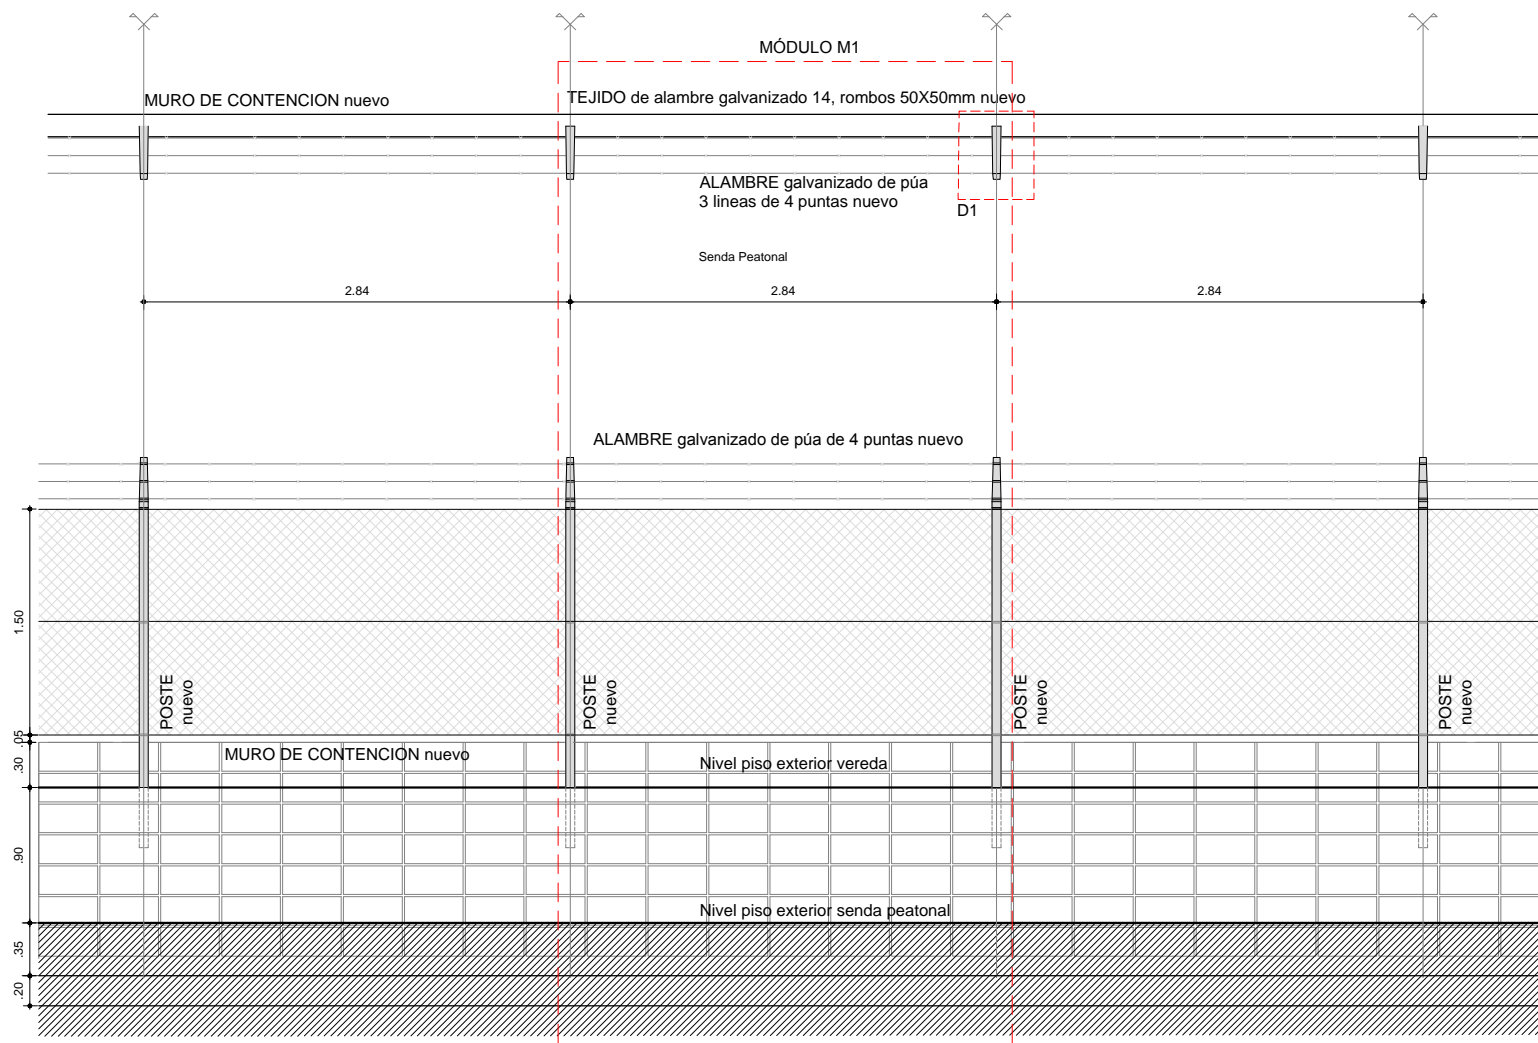 MÓDULO M1
MURO DE CONTENCION nuevo
TEJIDO de alambre galvanizado 14, rombos 50X50mm nuevo
ALAMBRE galvanizado de púa
3 lineas de 4 puntas nuevo
D1
Senda Peatonal
2.84
2.84
2.84
ALAMBRE galvanizado de púa de 4 puntas nuevo
1.50
POSTE
nuevo
POSTE
nuevo
POSTE
nuevo
POSTE
nuevo
.05
MURO DE CONTENCION nuevo
.30
Nivel piso exterior vereda
.90
Nivel piso exterior senda peatonal
.35
.20